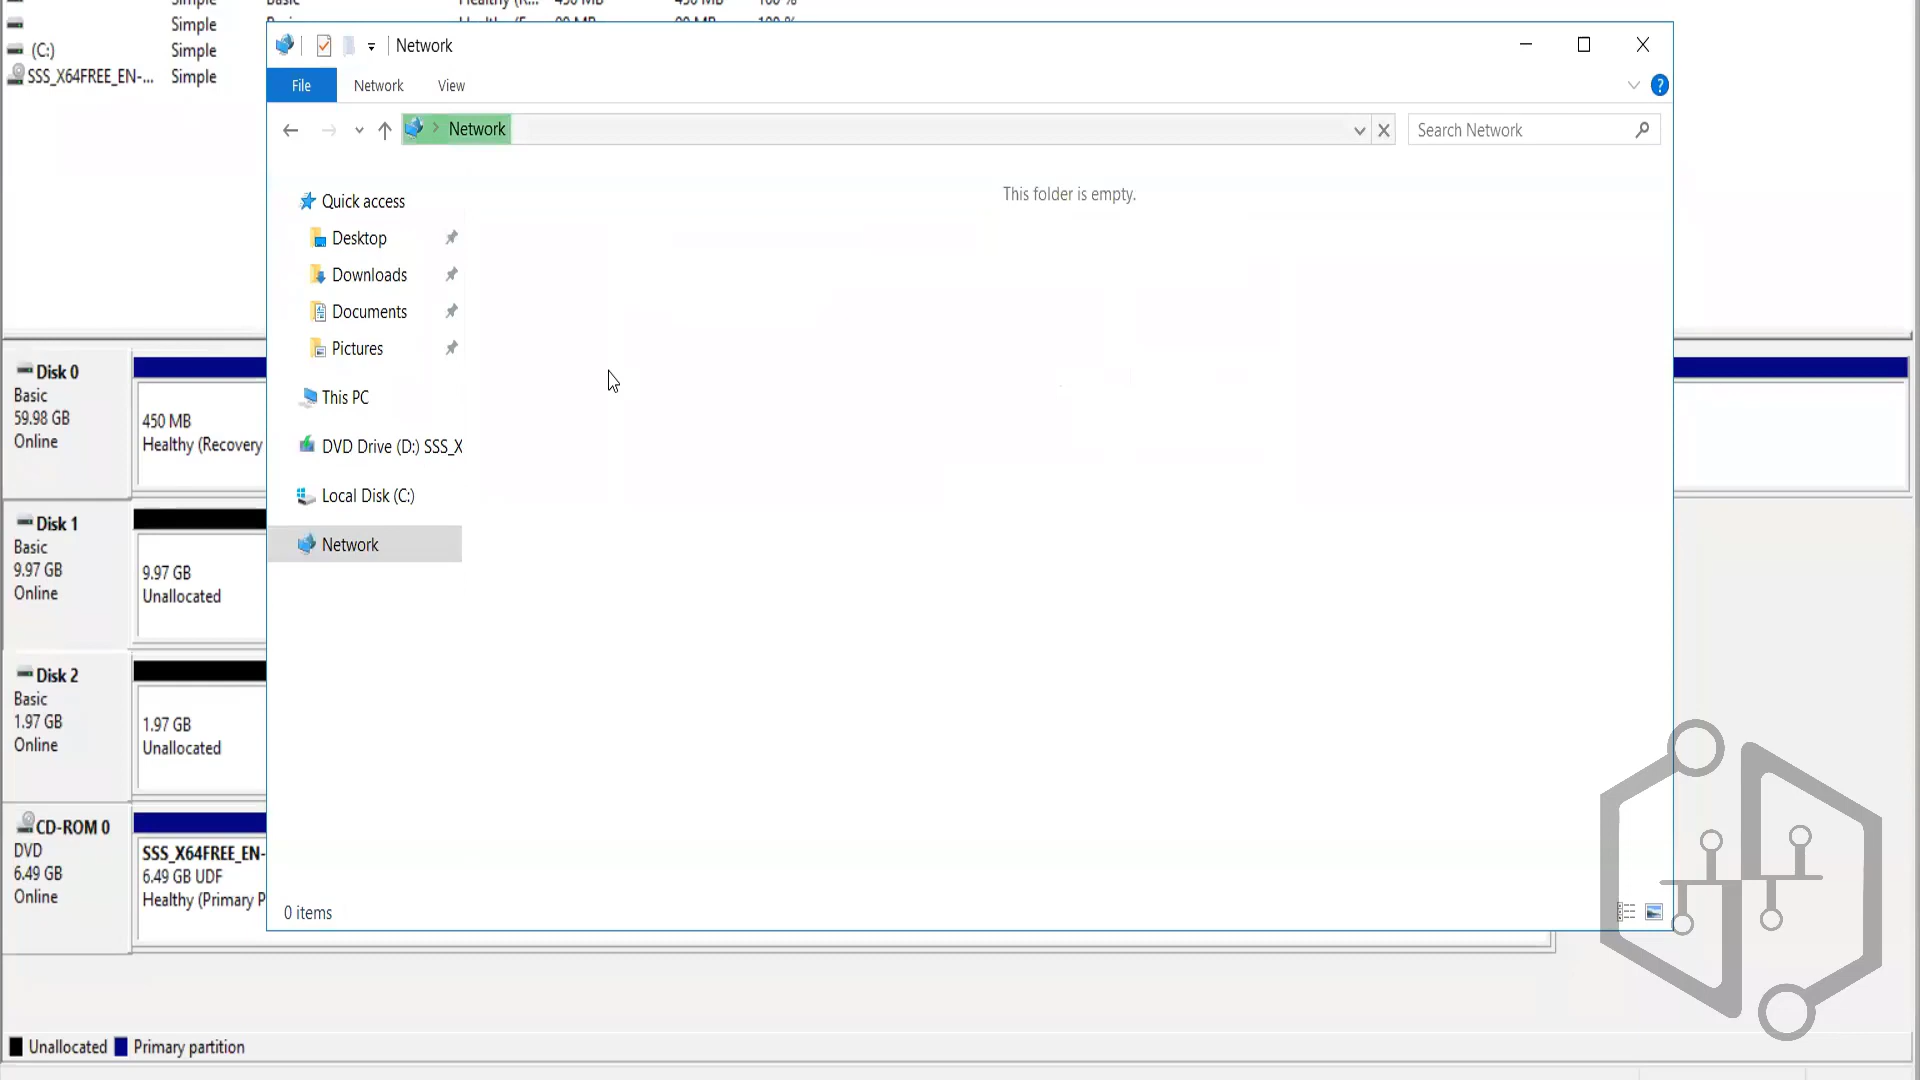 Simple
Simple
(C:) Simple
SSS_X64FREE_EN-... Simple
Network
File Network View
Network
Search Network
This folder is empty.
Quick access
Desktop
Downloads
Documents
Pictures
This PC
DVD Drive (D:) SSS_X
Local Disk (C:)
Network
0 items
Disk 0
Basic
59.98 GB
Online
450 MB
Healthy (Recovery
Disk 1
Basic
9.97 GB
Online
9.97 GB
Unallocated
Disk 2
Basic
1.97 GB
Online
1.97 GB
Unallocated
CD-ROM 0
DVD
6.49 GB
Online
SSS_X64FREE_EN-
6.49 GB UDF
Healthy (Primary P
Unallocated Primary partition